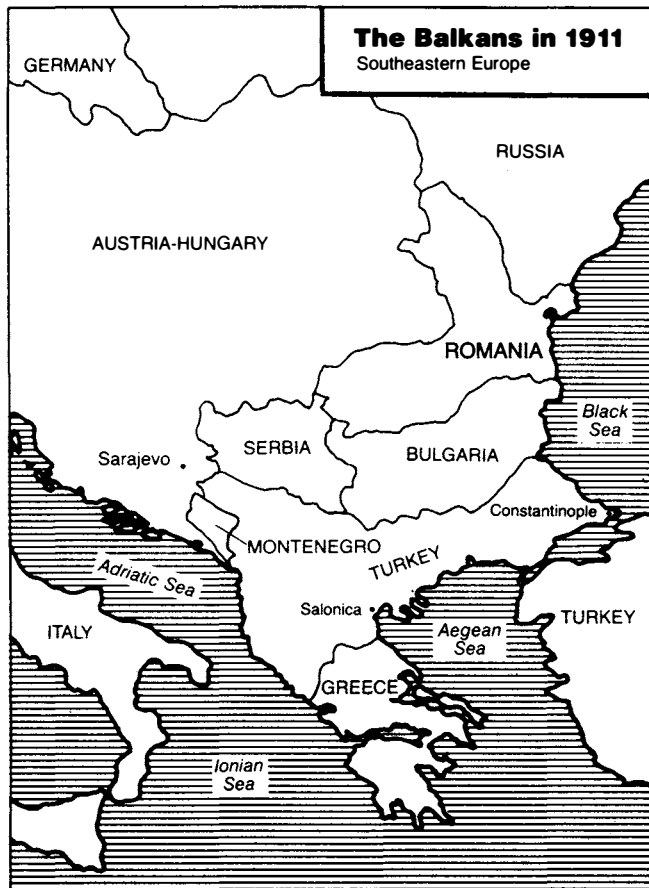 The Balkans in 1911
Southeastern Europe
GERMANY
RUSSIA
AUSTRIA-HUNGARY
ROMANIA
Black
Sea
SERBIA
BULGARIA
Sarajevo
Constantinople
MONTENEGRO
TURKEY
Adriatic Sea
Salonica
TURKEY
ITALY
Aegean
Sea
GREECE
Ionian
Sea